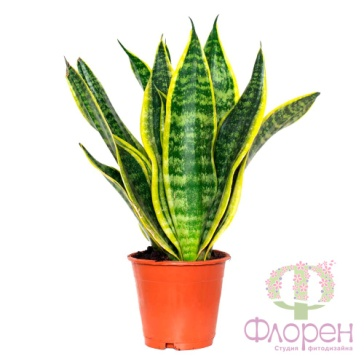 Флорен
Студия фитодизайна